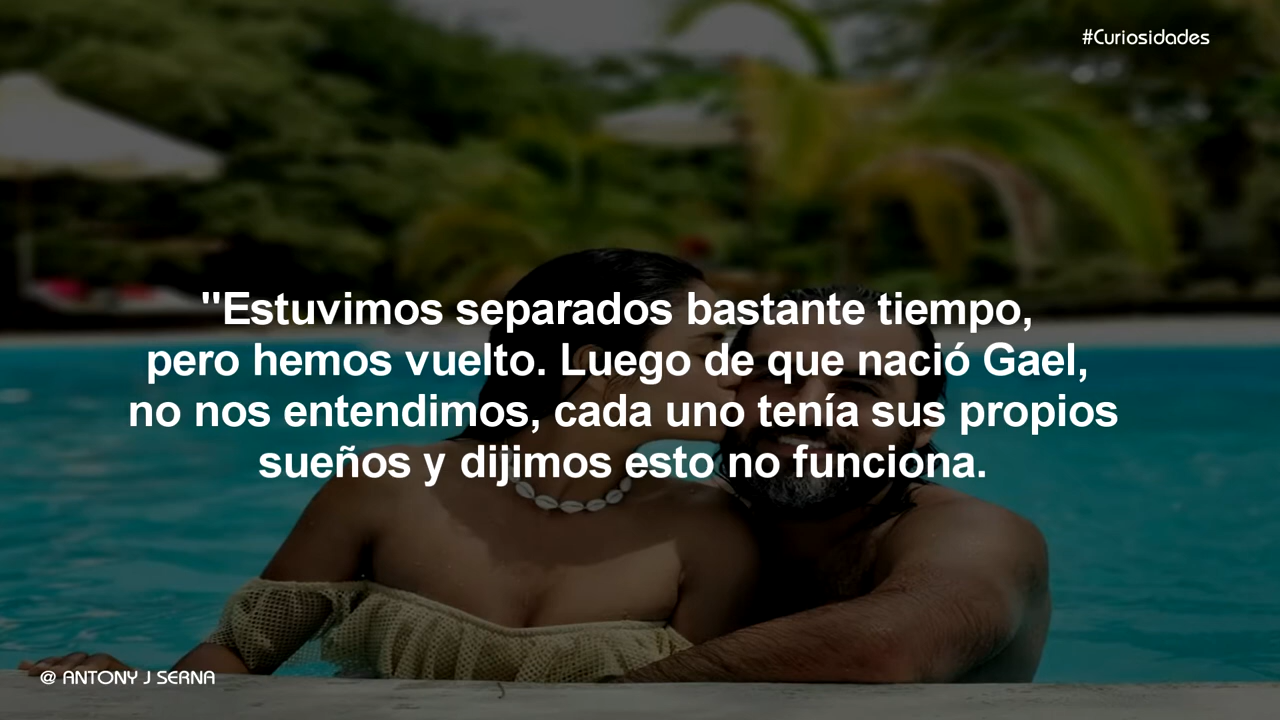 #Curiosidades
"Estuvimos separados bastante tiempo,
pero hemos vuelto. Luego de que nació Gael,
no nos entendimos, cada uno tenía sus propios
sueños y dijimos esto no funciona.
@ ANTONY J SERNA